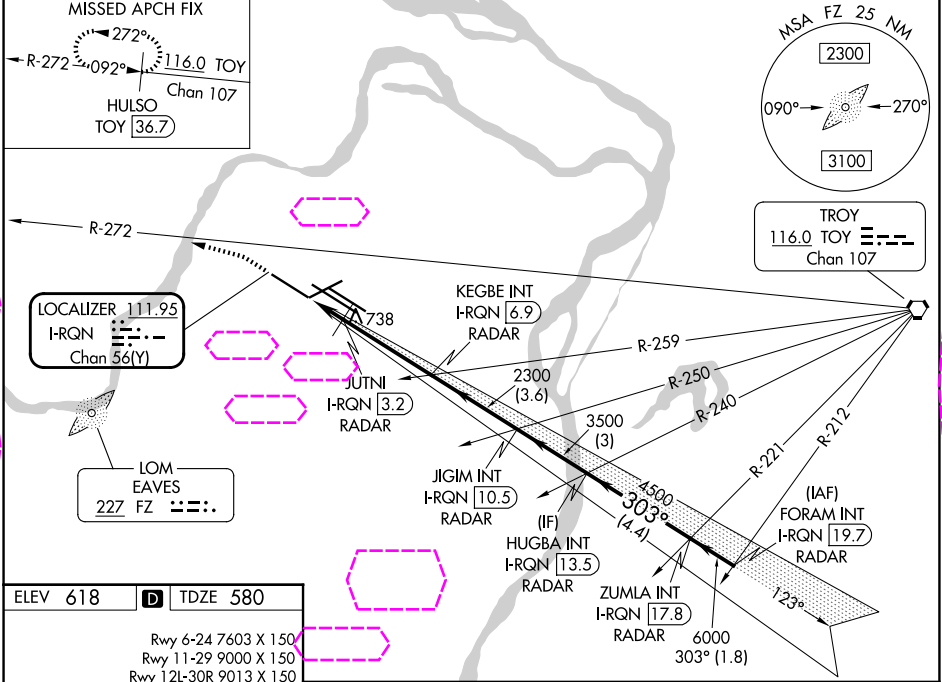 MISSED APCH FIX
272°
R-272
092°
116.0 TOY
Chan 107
HULSO
TOY 36.7
MSA FZ 25 NM
2300
090°
270°
3100
TROY
116.0 TOY
Chan 107
R-272
LOCALIZER 111.95
I-RQN
Chan 56(Y)
738
KEGBE INT
I-RQN 6.9
RADAR
R-259
JUTNI
I-RQN 3.2
RADAR
2300
(3.6)
R-250
R-240
3500
(3)
R-221
R-212
LOM
EAVES
227 FZ
JIGIM INT
I-RQN 10.5
RADAR
4500
303°
(4.4)
(IF)
HUGBA INT
I-RQN 13.5
RADAR
(IAF)
FORAM INT
I-RQN 19.7
RADAR
ZUMLA INT
I-RQN 17.8
RADAR
123°
6000
303° (1.8)
ELEV 618 D TDZE 580
Rwy 6-24 7603 X 150
Rwy 11-29 9000 X 150
Rwy 12L-30R 9013 X 150